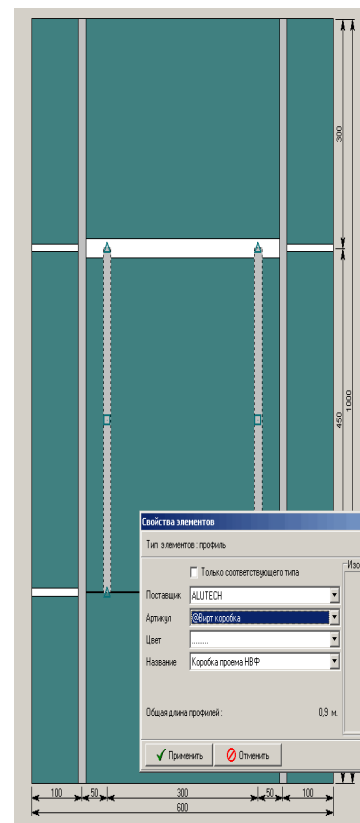 300
450
1000
Свойства элементов
Тип элементов: профиль
Только соответствующего типа
Изо
Поставщик ALUTECH
Артикул @Вирт коробка
Цвет .........
Название Коробка проема НВФ
Общая длина профилей: 0,9 м.
Применить Отменить
100 50 300 50 100
600